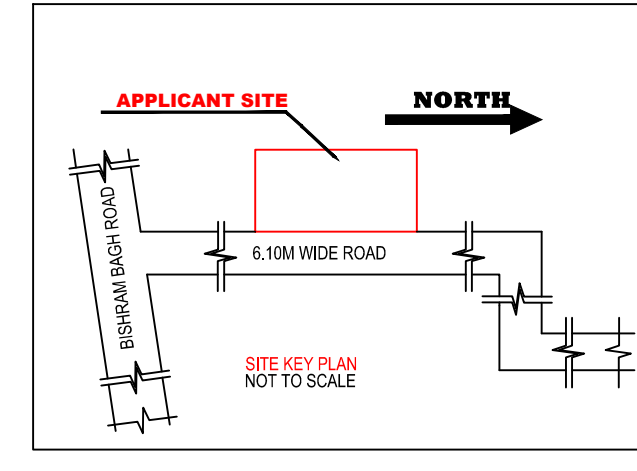 APPLICANT SITE
NORTH
BISHRAM BAGH ROAD
6.10M WIDE ROAD
SITE KEY PLAN
NOT TO SCALE